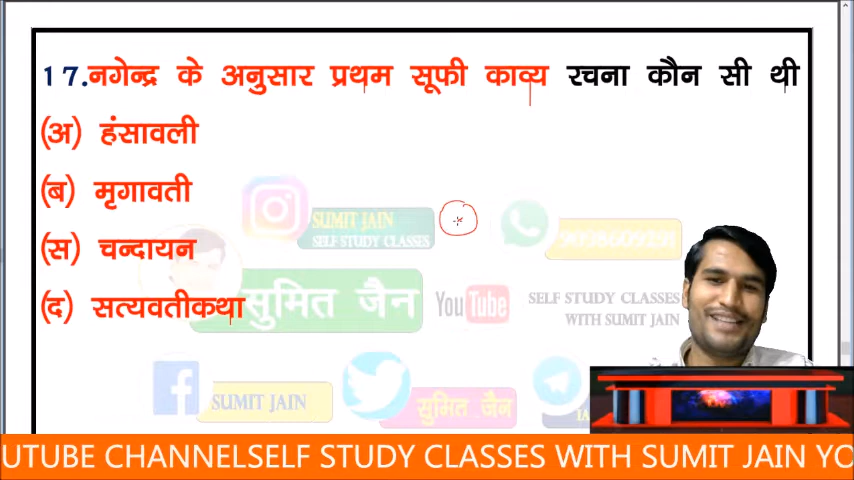 17.नगेन्द्र के अनुसार प्रथम सूफी काव्य रचना कौन सी थी
(अ) हंसावली
(ब) मृगावती
SUMIT JAIN
SELF STUDY CLASSES
(स) चन्दायन
सुमित जैन
YouTube
SELF STUDY CLASSES
WITH SUMIT JAIN
(द) सत्यवतीकथा
SUMIT JAIN
सुमित जैन
UTUBE CHANNELSELF STUDY CLASSES WITH SUMIT JAIN YO